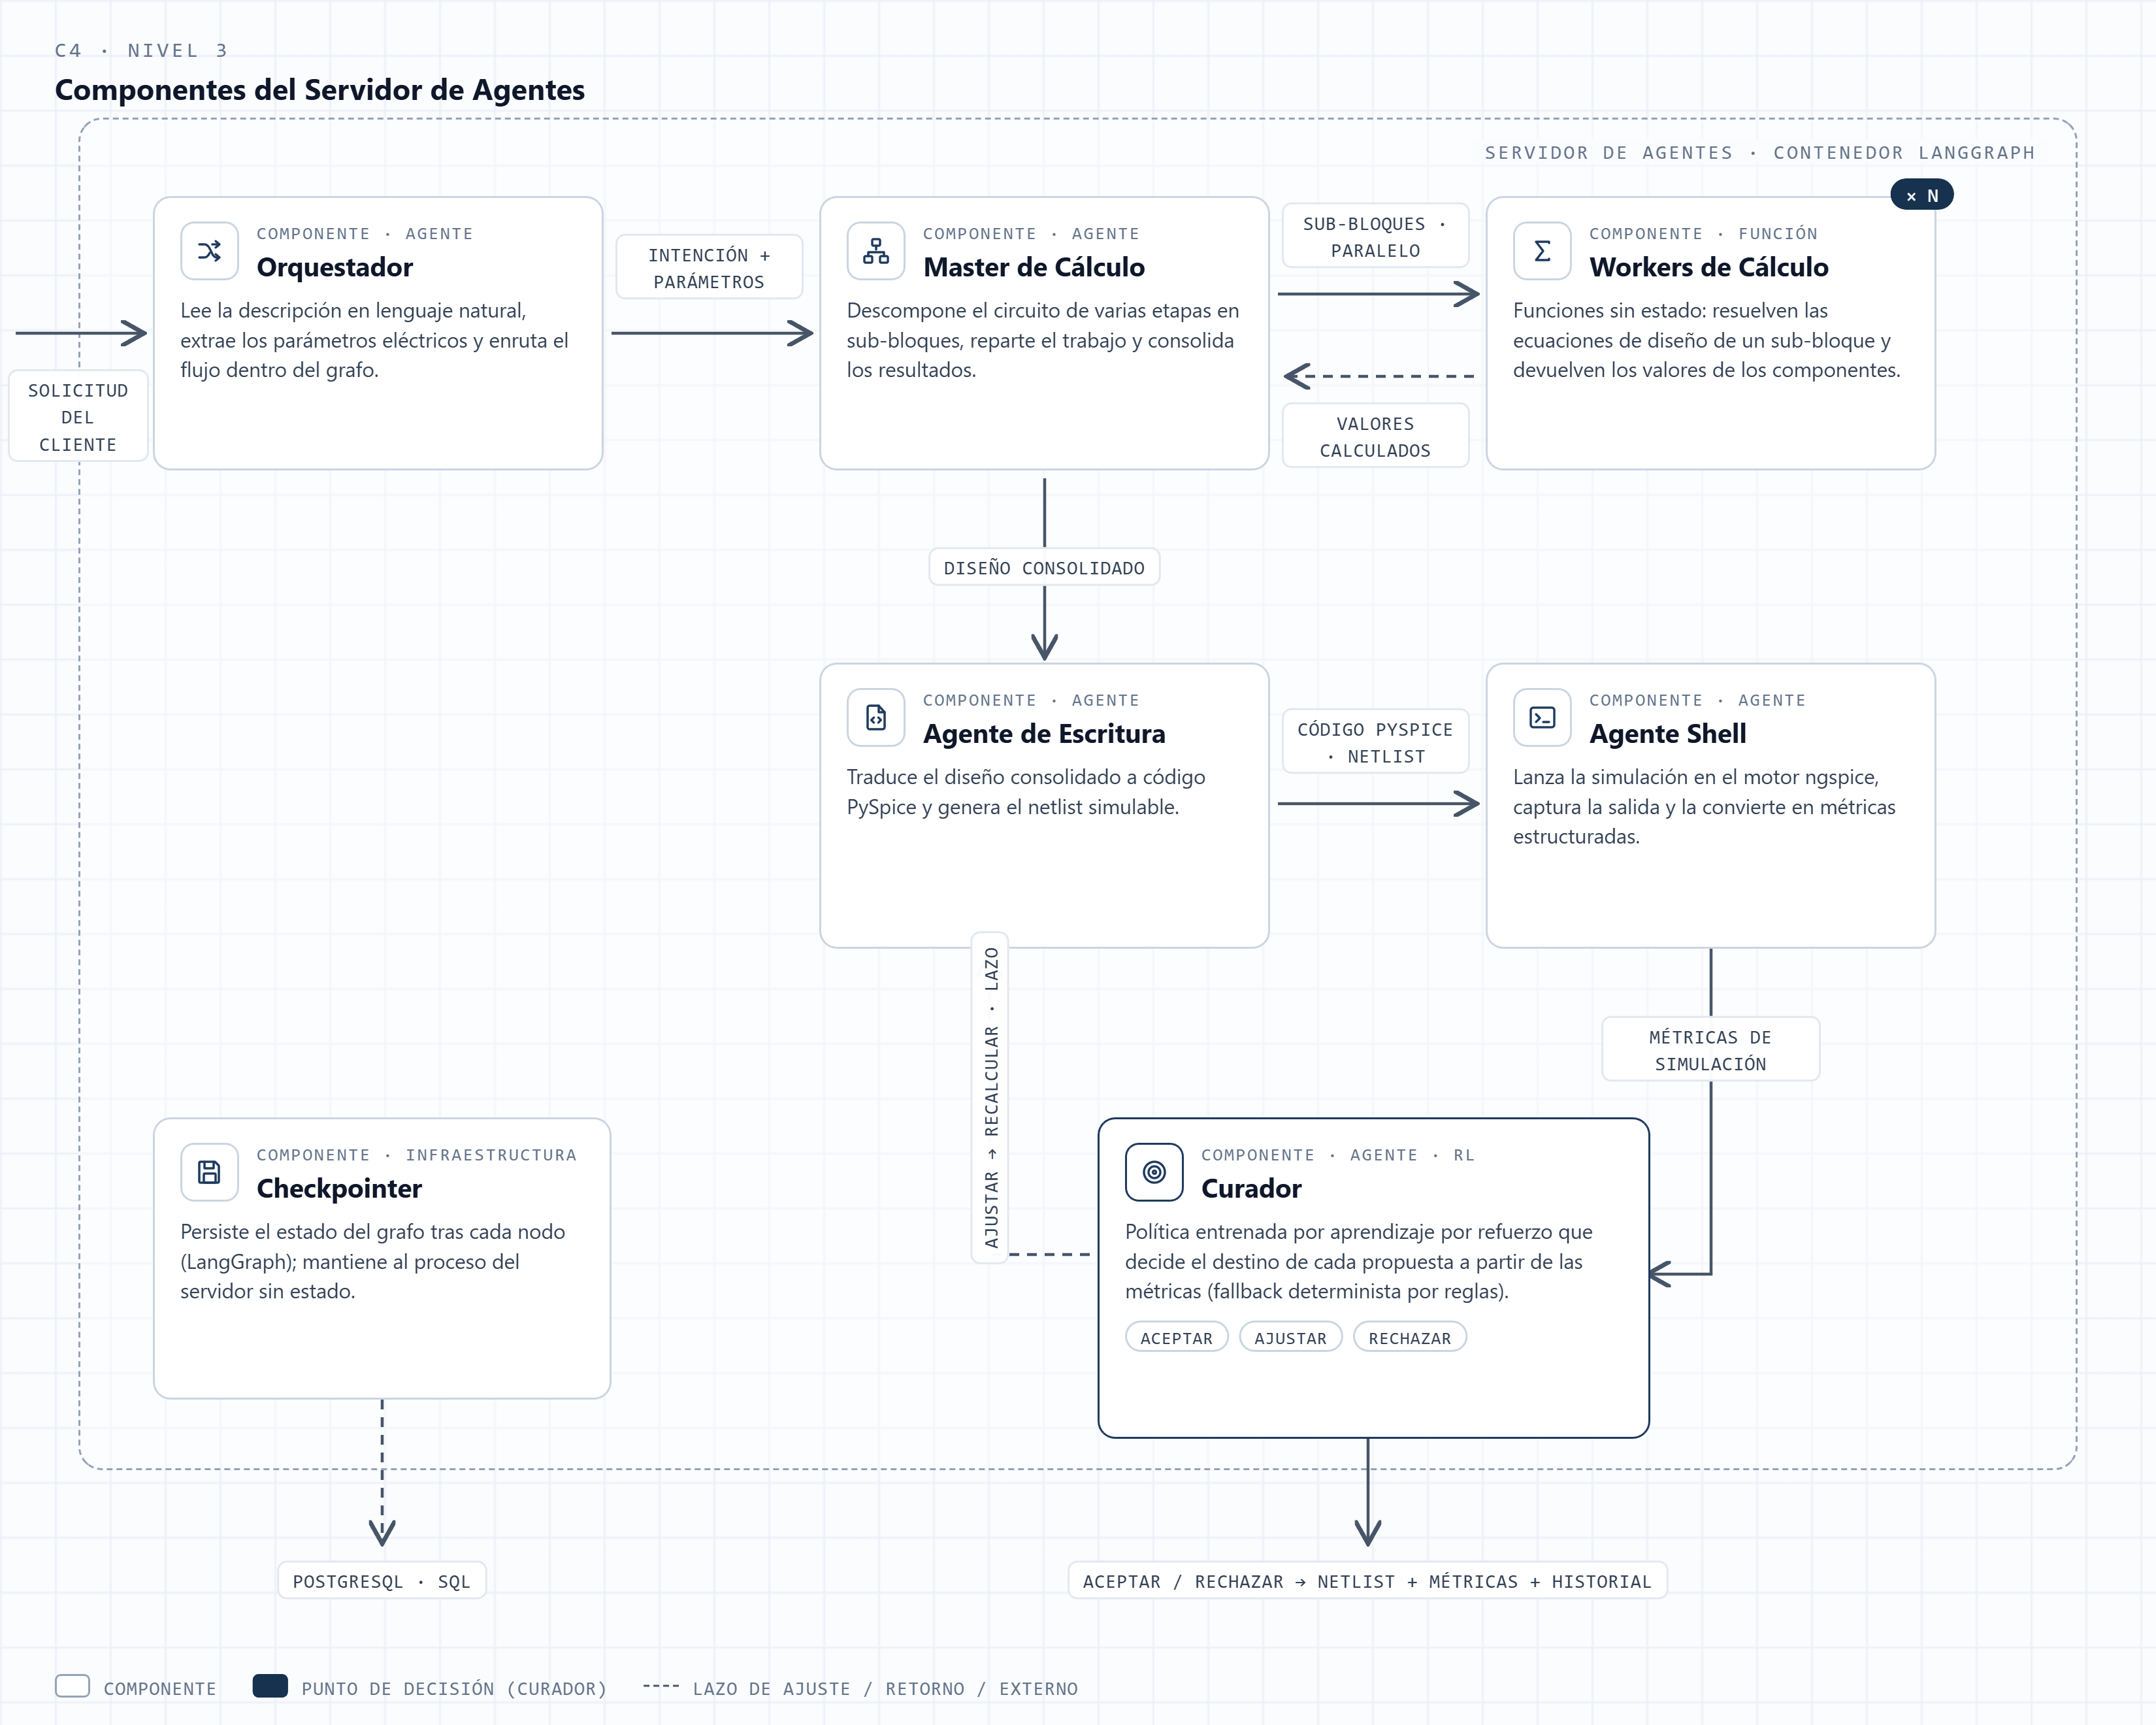 C4 · NIVEL 3
Componentes del Servidor de Agentes
SERVIDOR DE AGENTES · CONTENEDOR LANGGRAPH
SOLICITUD
DEL
CLIENTE
COMPONENTE · AGENTE
Orquestador
Lee la descripción en lenguaje natural,
extrae los parámetros eléctricos y enruta el
flujo dentro del grafo.
INTENCIÓN +
PARÁMETROS
COMPONENTE · AGENTE
Master de Cálculo
Descompone el circuito de varias etapas en
sub-bloques, reparte el trabajo y consolida
los resultados.
SUB-BLOQUES ·
PARALELO
VALORES
CALCULADOS
× N
COMPONENTE · FUNCIÓN
Workers de Cálculo
Funciones sin estado: resuelven las
ecuaciones de diseño de un sub-bloque y
devuelven los valores de los componentes.
DISEÑO CONSOLIDADO
COMPONENTE · AGENTE
Agente de Escritura
Traduce el diseño consolidado a código
PySpice y genera el netlist simulable.
CÓDIGO PYSPICE
· NETLIST
COMPONENTE · AGENTE
Agente Shell
Lanza la simulación en el motor ngspice,
captura la salida y la convierte en métricas
estructuradas.
AJUSTAR → RECALCULAR · LAZO
MÉTRICAS DE
SIMULACIÓN
COMPONENTE · INFRAESTRUCTURA
Checkpointer
Persiste el estado del grafo tras cada nodo
(LangGraph); mantiene al proceso del
servidor sin estado.
COMPONENTE · AGENTE · RL
Curador
Política entrenada por aprendizaje por refuerzo que
decide el destino de cada propuesta a partir de las
métricas (fallback determinista por reglas).
ACEPTAR AJUSTAR RECHAZAR
POSTGRESQL · SQL
ACEPTAR / RECHAZAR → NETLIST + MÉTRICAS + HISTORIAL
COMPONENTE PUNTO DE DECISIÓN (CURADOR) LAZO DE AJUSTE / RETORNO / EXTERNO